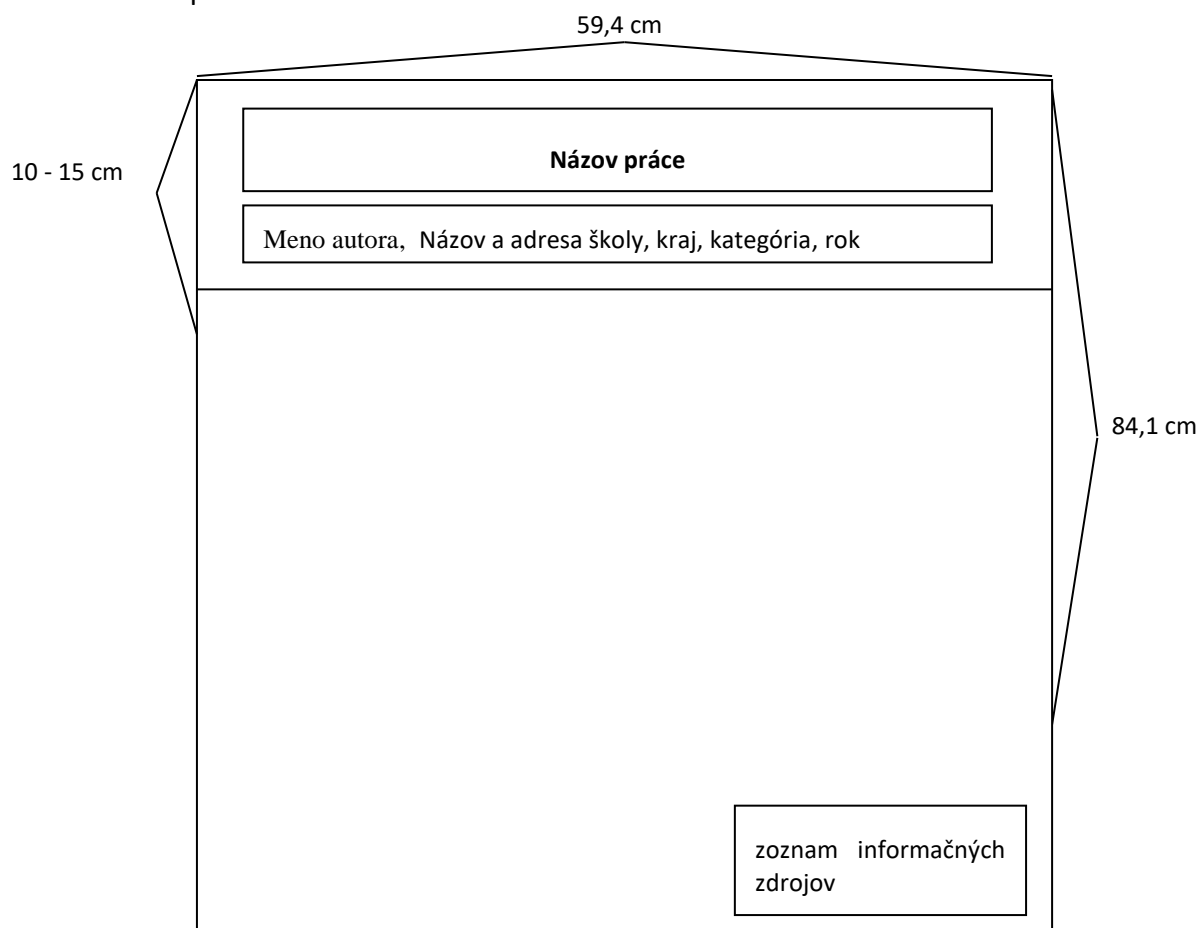 59,4 cm
Názov práce
10 - 15 cm
Meno autora, Názov a adresa školy, kraj, kategória, rok
84,1 cm
zoznam informačných
zdrojov